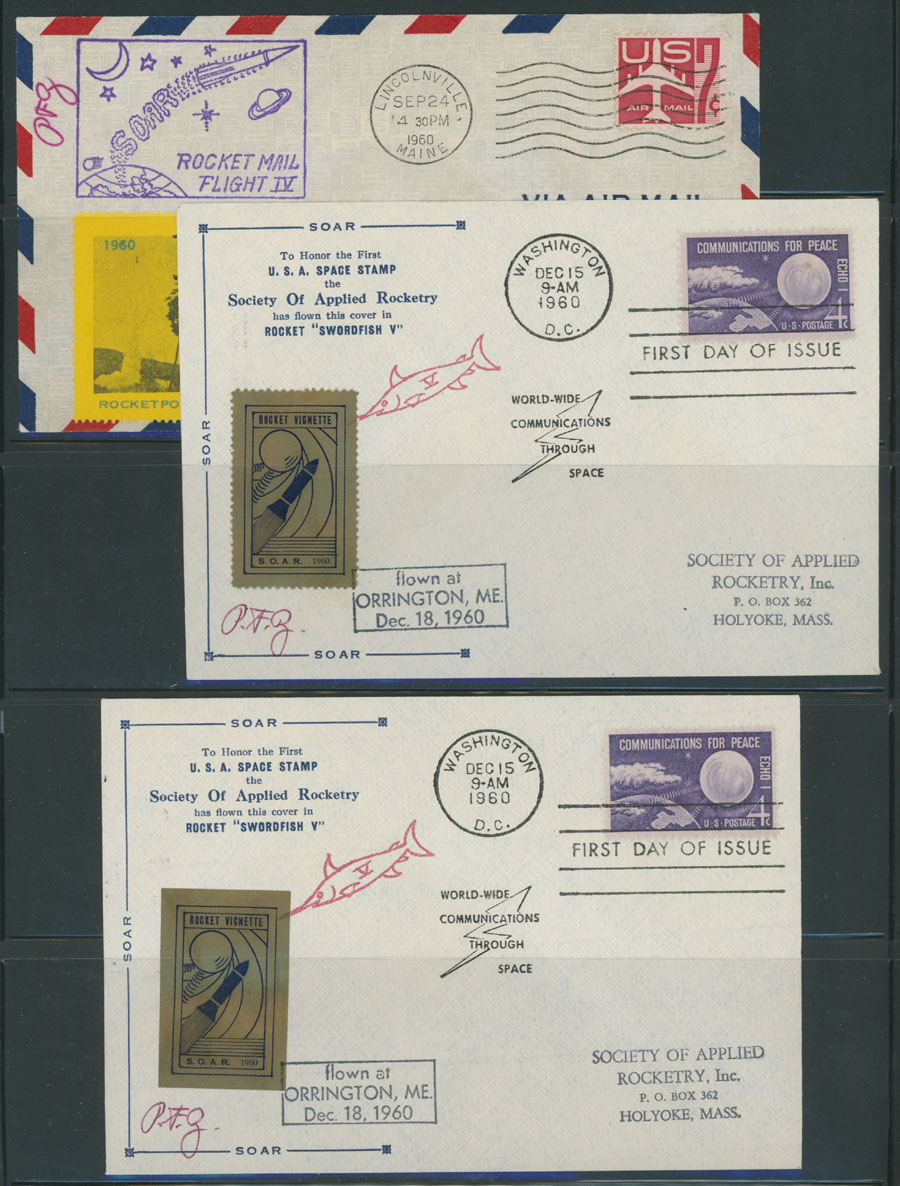 PFZ
SOAR
ROCKET MAIL
FLIGHT IV
LINCOLNVILLE
SEP 24
4 30PM
1960
MAINE
U.S.
7¢
AIR MAIL
VIA AIR MAIL
1960
ROCKET PO
SOAR
To Honor the First
U.S.A. SPACE STAMP
the
Society Of Applied Rocketry
has flown this cover in
ROCKET "SWORDFISH V"
SOAR
V
WASHINGTON
DEC 15
9-AM
1960
D.C.
COMMUNICATIONS FOR PEACE
ECHO I
U·S·POSTAGE 4c
FIRST DAY OF ISSUE
WORLD-WIDE
COMMUNICATIONS
THROUGH
SPACE
ROCKET VIGNETTE
S.O.A.R. 1960
flown at
ORRINGTON, ME.
Dec. 18, 1960
P.F.Z.
SOAR
SOCIETY OF APPLIED
ROCKETRY, Inc.
P. O. BOX 362
HOLYOKE, MASS.
SOAR
To Honor the First
U.S.A. SPACE STAMP
the
Society Of Applied Rocketry
has flown this cover in
ROCKET "SWORDFISH V"
SOAR
V
WASHINGTON
DEC 15
9-AM
1960
D.C.
COMMUNICATIONS FOR PEACE
ECHO I
U·S·POSTAGE 4c
FIRST DAY OF ISSUE
WORLD-WIDE
COMMUNICATIONS
THROUGH
SPACE
ROCKET VIGNETTE
S.O.A.R. 1960
flown at
ORRINGTON, ME.
Dec. 18, 1960
P.F.Z.
SOAR
SOCIETY OF APPLIED
ROCKETRY, Inc.
P. O. BOX 362
HOLYOKE, MASS.